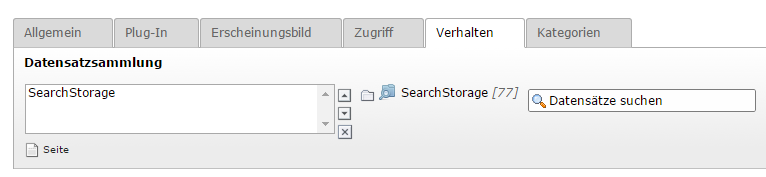 Allgemein Plug-In Erscheinungsbild Zugriff Verhalten Kategorien
Datensatzsammlung
SearchStorage SearchStorage [77] Datensätze suchen
Seite